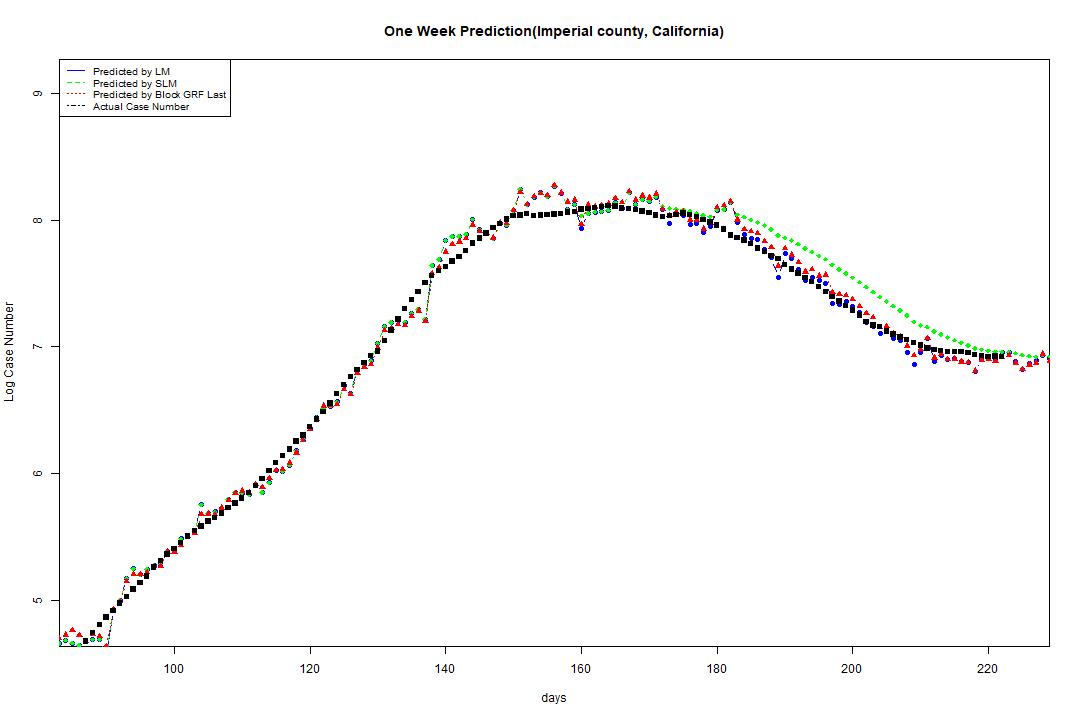 One Week Prediction(Imperial county, California)
Predicted by LM
Predicted by SLM
Predicted by Block GRF Last
Actual Case Number
9
8
7
6
5
Log Case Number
100 120 140 160 180 200 220
days